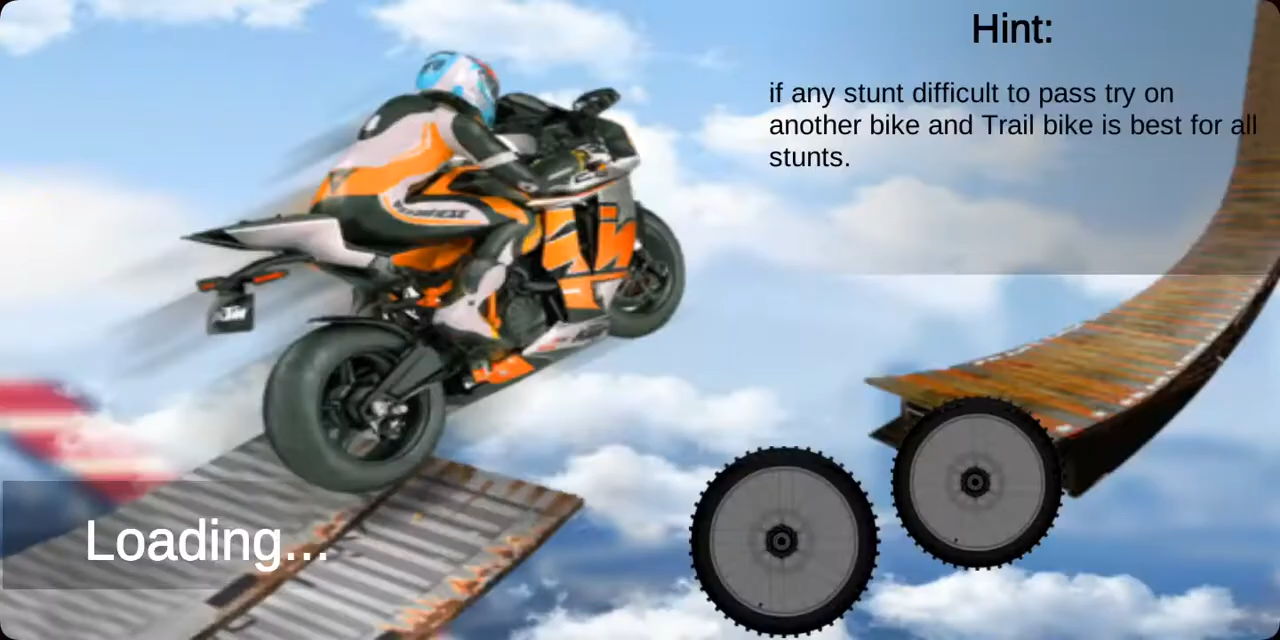 Hint:
if any stunt difficult to pass try on
another bike and Trail bike is best for all
stunts.
KTM
Loading...